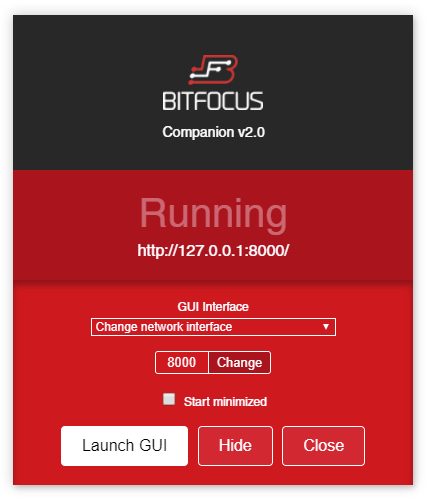 BITFOCUS
Companion v2.0
Running
http://127.0.0.1:8000/
GUI Interface
Change network interface
8000 Change
Start minimized
Launch GUI Hide Close